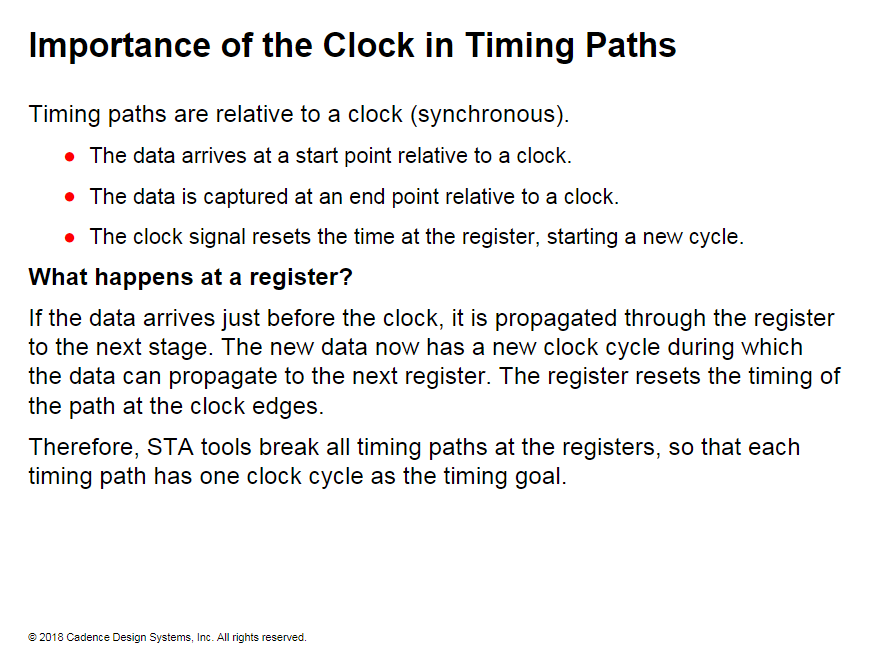 Importance of the Clock in Timing Paths
Timing paths are relative to a clock (synchronous).
● The data arrives at a start point relative to a clock.
● The data is captured at an end point relative to a clock.
● The clock signal resets the time at the register, starting a new cycle.
What happens at a register?
If the data arrives just before the clock, it is propagated through the register
to the next stage. The new data now has a new clock cycle during which
the data can propagate to the next register. The register resets the timing of
the path at the clock edges.
Therefore, STA tools break all timing paths at the registers, so that each
timing path has one clock cycle as the timing goal.
© 2018 Cadence Design Systems, Inc. All rights reserved.